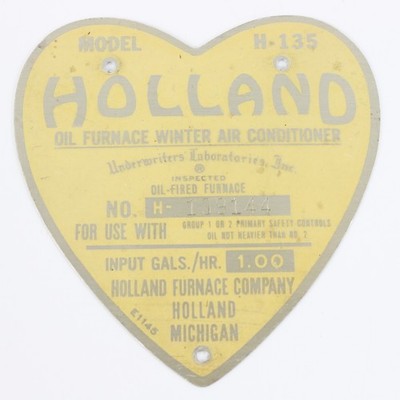 MODEL H-135
HOLLAND
OIL FURNACE WINTER AIR CONDITIONER
Underwriters Laboratories, Inc.
®
INSPECTED
OIL-FIRED FURNACE
NO. H-
FOR USE WITH GROUP 1 OR 2 PRIMARY SAFETY CONTROLS
OIL NOT HEAVIER THAN NO. 2
INPUT GALS./HR. 1.00
HOLLAND FURNACE COMPANY
HOLLAND
MICHIGAN
E1145